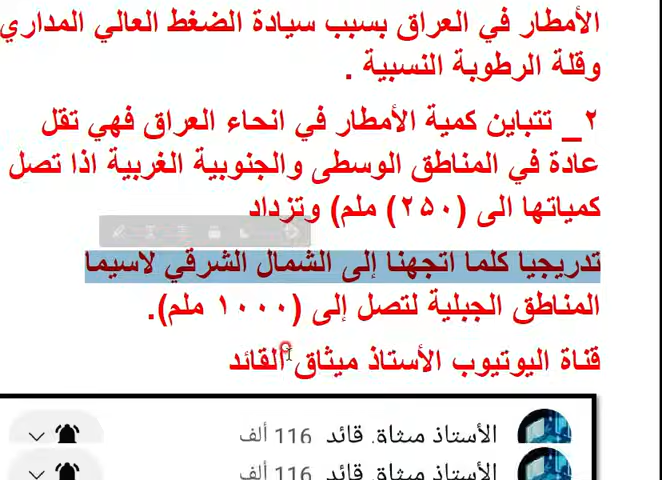 الأمطار في العراق بسبب سيادة الضغط العالي المداري
وقلة الرطوبة النسبية .
٢_ تتباين كمية الأمطار في انحاء العراق فهي تقل
عادة في المناطق الوسطى والجنوبية الغربية اذا تصل
كمياتها الى (٢٥٠) ملم) وتزداد
تدريجيا كلما اتجهنا إلى الشمال الشرقي لاسيما
المناطق الجبلية لتصل إلى (١٠٠٠ ملم).
قناة اليوتيوب الأستاذ ميثاق القائد
الأستاذ ميثاق قائد 116 ألف
الأستاذ ميثاق قائد 116 ألف